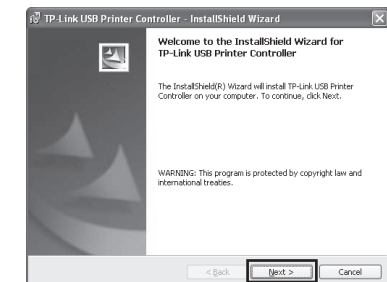 TP-Link USB Printer Controller - InstallShield Wizard
Welcome to the InstallShield Wizard for
TP-Link USB Printer Controller
The InstallShield(R) Wizard will install TP-Link USB Printer
Controller on your computer. To continue, click Next.
WARNING: This program is protected by copyright law and
international treaties.
< Back Next > Cancel